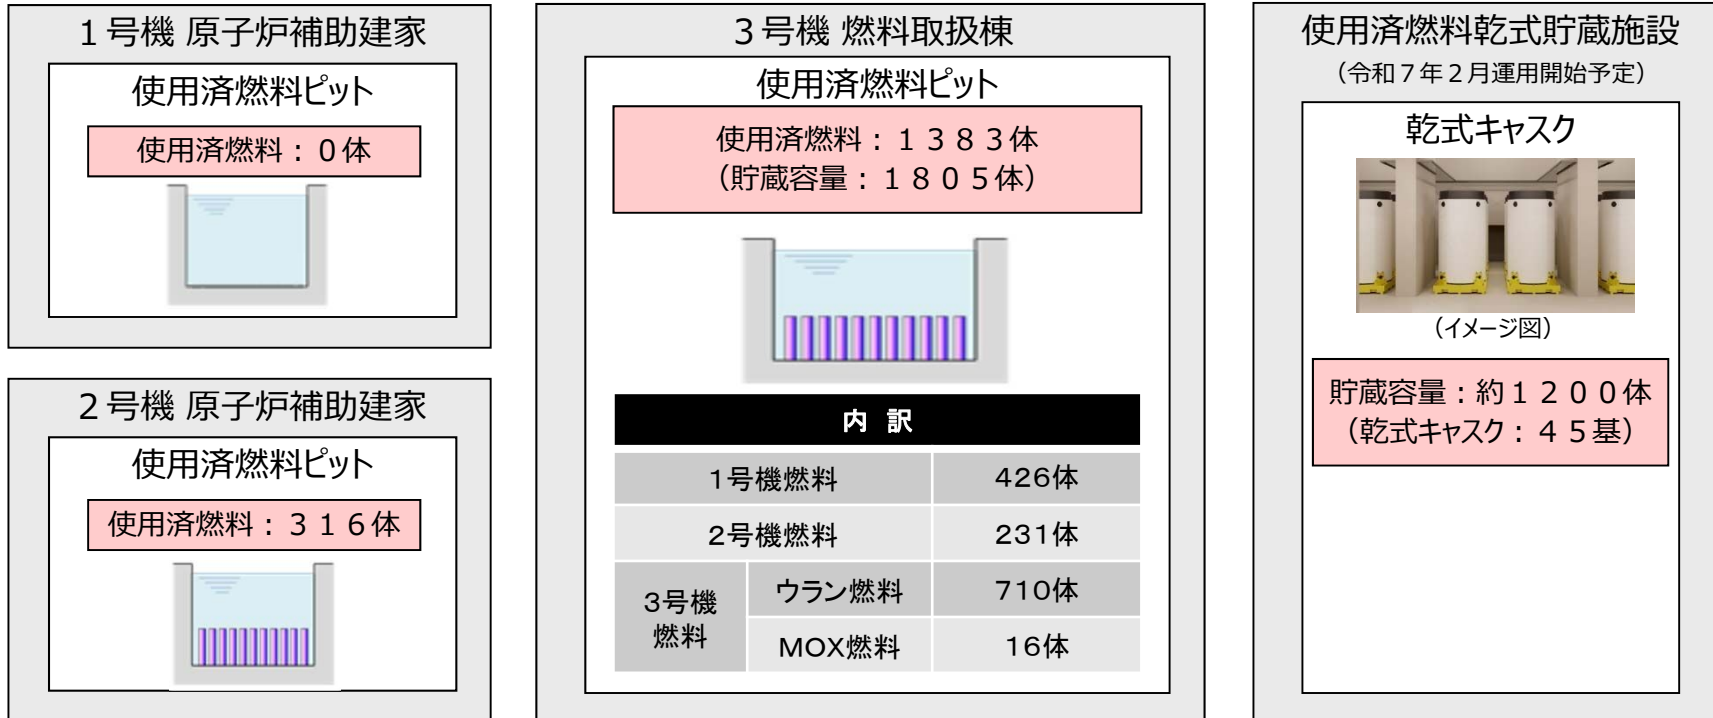 １号機 原子炉補助建家
使用済燃料ピット
使用済燃料：０体
２号機 原子炉補助建家
使用済燃料ピット
使用済燃料：３１６体
３号機 燃料取扱棟
使用済燃料ピット
使用済燃料：１３８３体
（貯蔵容量：１８０５体）
内 訳
1号機燃料 426体
2号機燃料 231体
3号機
燃料
ウラン燃料 710体
MOX燃料 16体
使用済燃料乾式貯蔵施設
（令和７年２月運用開始予定）
乾式キャスク
（イメージ図）
貯蔵容量：約１２００体
（乾式キャスク：４５基）